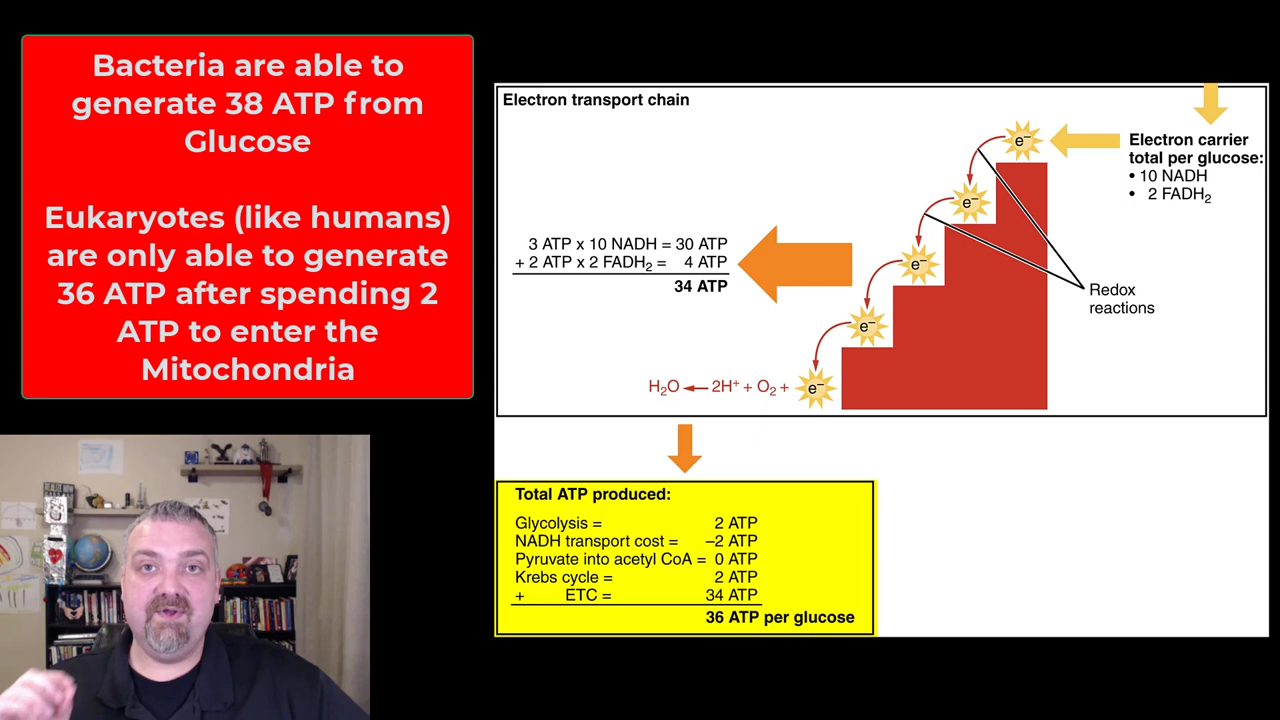 Bacteria are able to
generate 38 ATP from
Glucose
Eukaryotes (like humans)
are only able to generate
36 ATP after spending 2
ATP to enter the
Mitochondria
Electron transport chain
Electron carrier
total per glucose:
• 10 NADH
• 2 FADH₂
3 ATP x 10 NADH = 30 ATP
+ 2 ATP x 2 FADH₂ = 4 ATP
34 ATP
e⁻
e⁻
e⁻
e⁻
e⁻
Redox
reactions
H₂O ← 2H⁺ + O₂ +
Total ATP produced:
Glycolysis = 2 ATP
NADH transport cost = –2 ATP
Pyruvate into acetyl CoA = 0 ATP
Krebs cycle = 2 ATP
+ ETC = 34 ATP
36 ATP per glucose